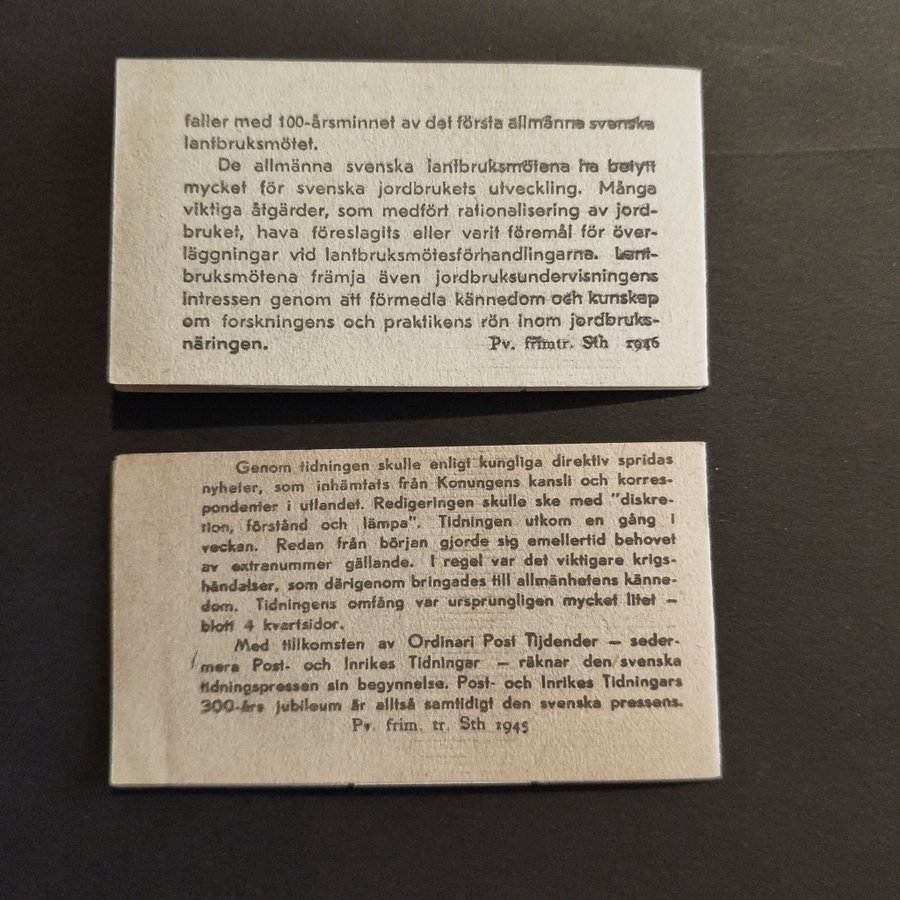 faller med 100-årsminnet av det första allmänna svenska
lantbruksmötet.
De allmänna svenska lantbruksmötena ha betytt
mycket för svenska jordbrukets utveckling. Många
viktiga åtgärder, som medfört rationalisering av jord-
bruket, hava föreslagits eller varit föremål för över-
läggningar vid lantbruksmötesförhandlingarna. Lant-
bruksmötena främja även jordbruksundervisningens
intressen genom att förmedla kännedom och kunskap
om forskningens och praktikens rön inom jordbruks-
näringen. Pv. frimtr. Sth 1946
Genom tidningen skulle enligt kungliga direktiv spridas
nyheter, som inhämtats från Konungens kansli och korres-
pondenter i utlandet. Redigeringen skulle ske med "diskre-
tion, förstånd och lämpa". Tidningen utkom en gång i
veckan. Redan från början gjorde sig emellertid behovet
av extranummer gällande. I regel var det viktigare krigs-
händelser, som därigenom bringades till allmänhetens känne-
dom. Tidningens omfång var ursprungligen mycket litet –
blott 4 kvartsidor.
Med tillkomsten av Ordinari Post Tijdender – seder-
mera Post- och Inrikes Tidningar – räknar den svenska
tidningspressen sin begynnelse. Post- och Inrikes Tidningars
300-års jubileum är alltså samtidigt den svenska pressens.
Pv. frim. tr. Sth 1945